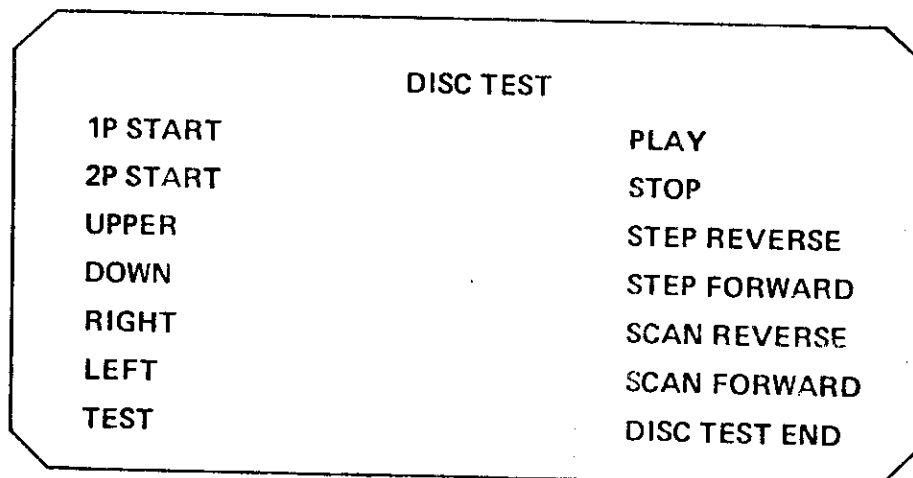 DISC TEST
1P START PLAY
2P START STOP
UPPER STEP REVERSE
DOWN STEP FORWARD
RIGHT SCAN REVERSE
LEFT SCAN FORWARD
TEST DISC TEST END